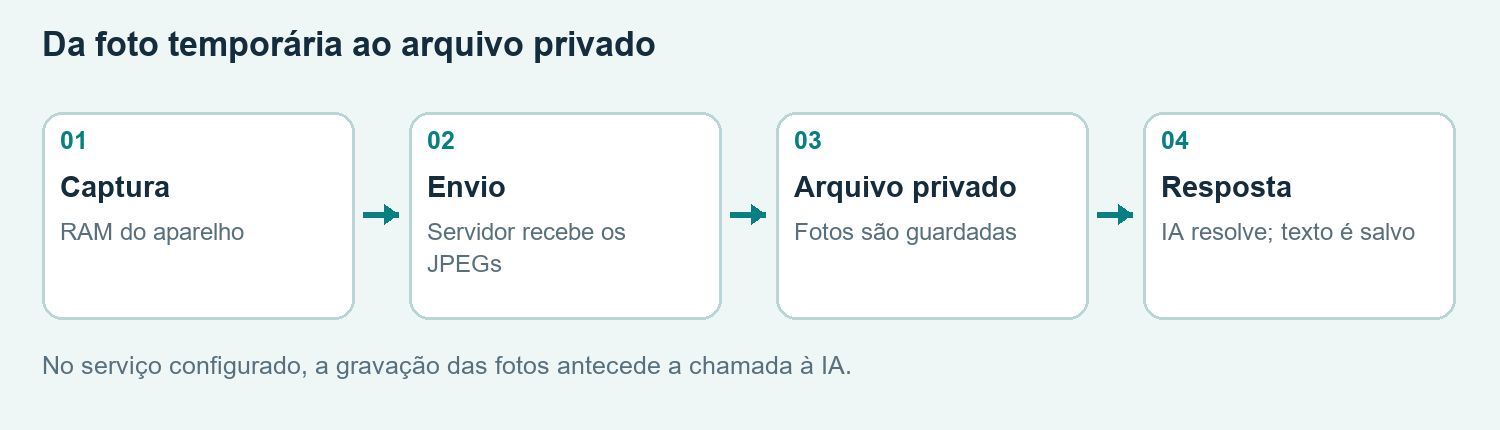 Da foto temporária ao arquivo privado
01
Captura
RAM do aparelho
02
Envio
Servidor recebe os
JPEGs
03
Arquivo privado
Fotos são guardadas
04
Resposta
IA resolve; texto é salvo
No serviço configurado, a gravação das fotos antecede a chamada à IA.